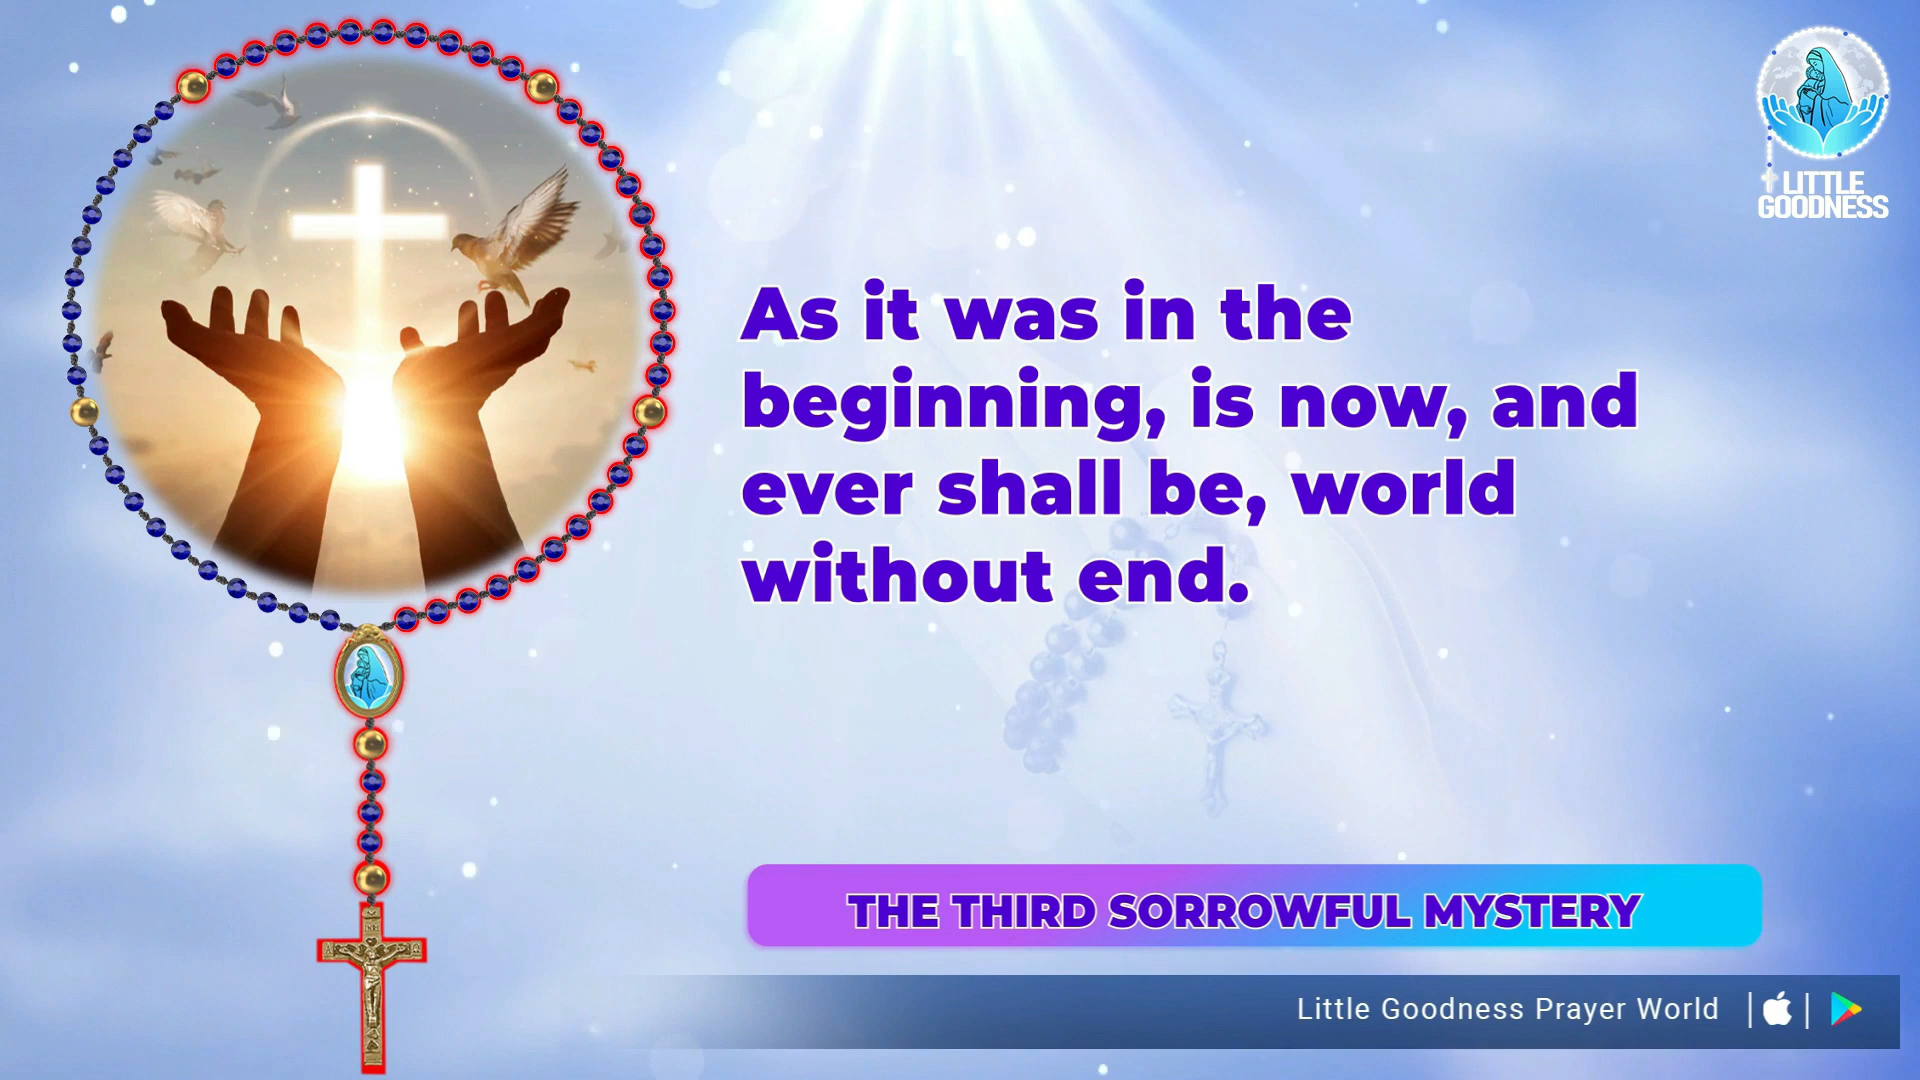 LITTLE
GOODNESS
As it was in the
beginning, is now, and
ever shall be, world
without end.
THE THIRD SORROWFUL MYSTERY
INRI
Little Goodness Prayer World